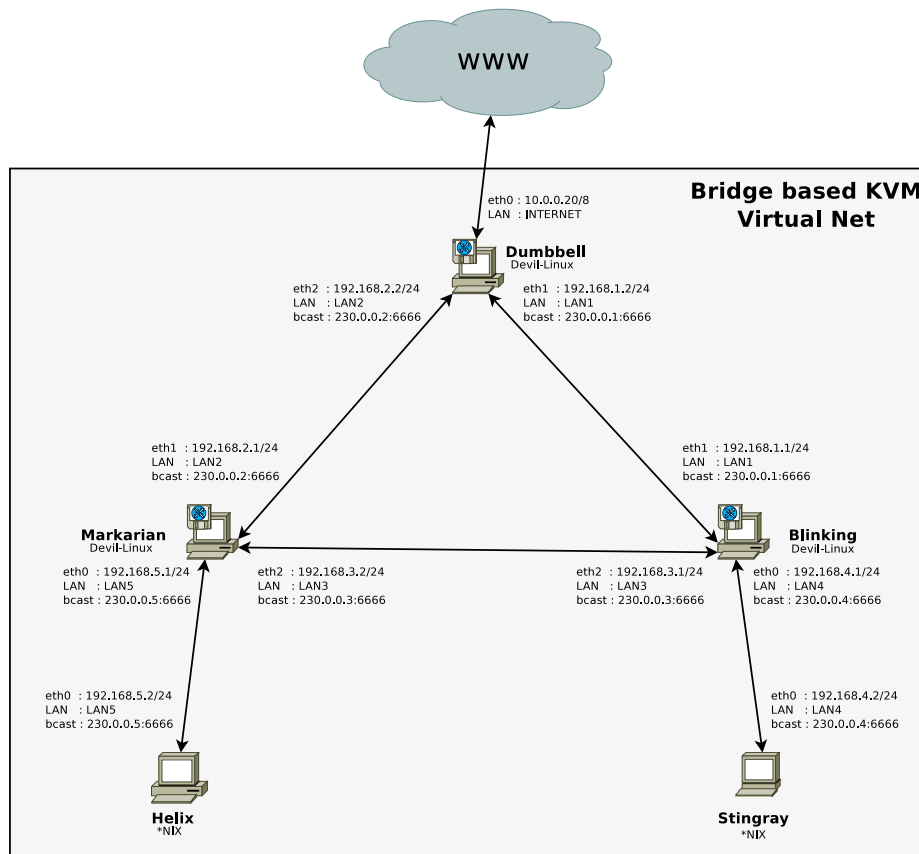 www
Bridge based KVM
Virtual Net
eth0 : 10.0.0.20/8
LAN : INTERNET
Dumbbell
Devil-Linux
eth2 : 192.168.2.2/24
LAN : LAN2
bcast : 230.0.0.2:6666
eth1 : 192.168.1.2/24
LAN : LAN1
bcast : 230.0.0.1:6666
eth1 : 192.168.2.1/24
LAN : LAN2
bcast : 230.0.0.2:6666
eth1 : 192.168.1.1/24
LAN : LAN1
bcast : 230.0.0.1:6666
Markarian
Devil-Linux
Blinking
Devil-Linux
eth0 : 192.168.5.1/24
LAN : LAN5
bcast : 230.0.0.5:6666
eth2 : 192.168.3.2/24
LAN : LAN3
bcast : 230.0.0.3:6666
eth2 : 192.168.3.1/24
LAN : LAN3
bcast : 230.0.0.3:6666
eth0 : 192.168.4.1/24
LAN : LAN4
bcast : 230.0.0.4:6666
eth0 : 192.168.5.2/24
LAN : LAN5
bcast : 230.0.0.5:6666
eth0 : 192.168.4.2/24
LAN : LAN4
bcast : 230.0.0.4:6666
Helix
*NIX
Stingray
*NIX